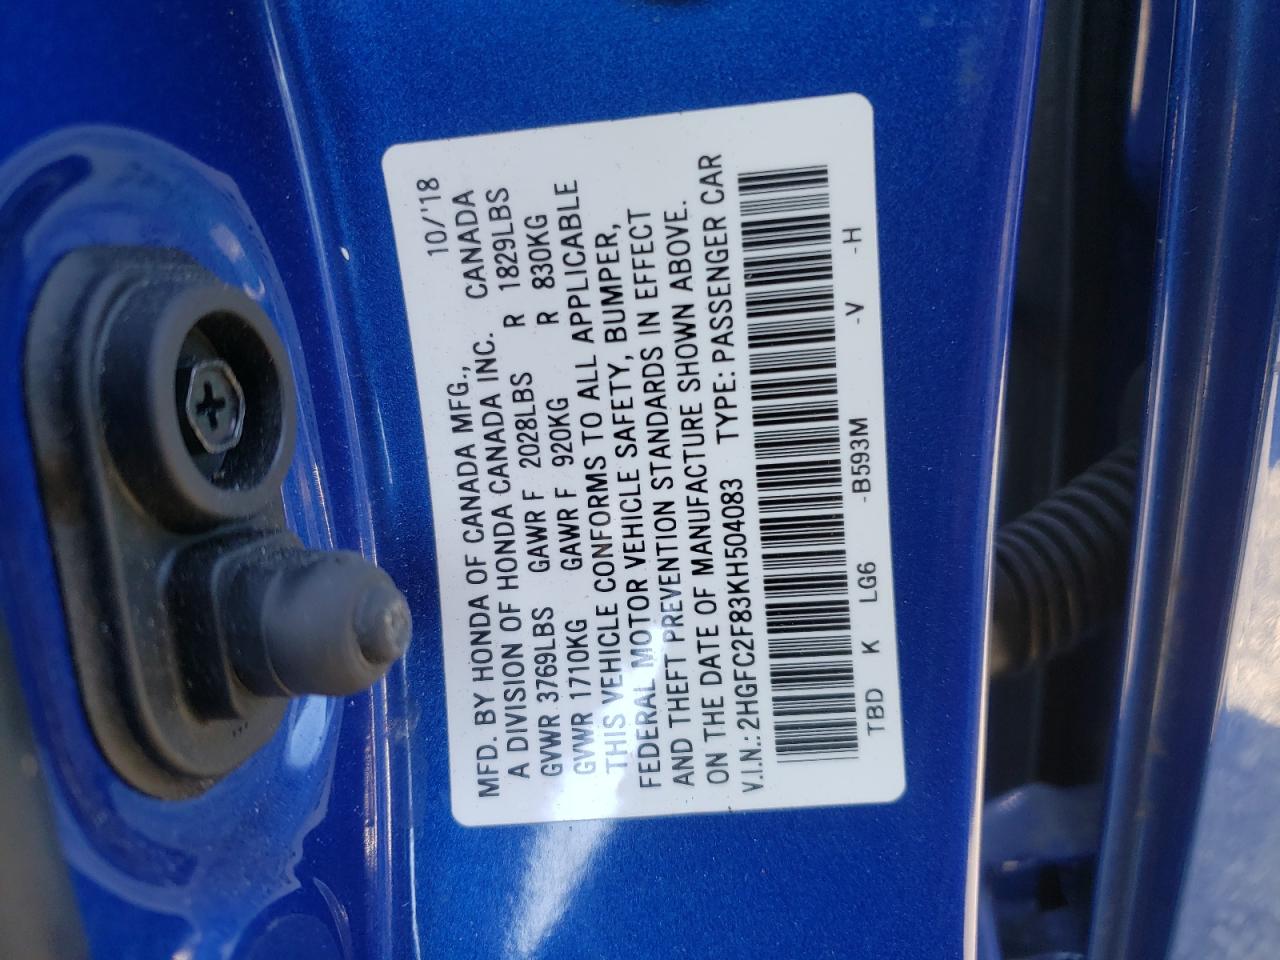 10/'18
MFD. BY HONDA OF CANADA MFG., CANADA
A DIVISION OF HONDA CANADA INC.
GVWR 3769LBS GAWR F 2028LBS R 1829LBS
GVWR 1710KG GAWR F 920KG R 830KG
THIS VEHICLE CONFORMS TO ALL APPLICABLE
FEDERAL MOTOR VEHICLE SAFETY, BUMPER,
AND THEFT PREVENTION STANDARDS IN EFFECT
ON THE DATE OF MANUFACTURE SHOWN ABOVE.
V.I.N.: 2HGFC2F83KH504083 TYPE: PASSENGER CAR
TBD K LG6 -B593M -V -H